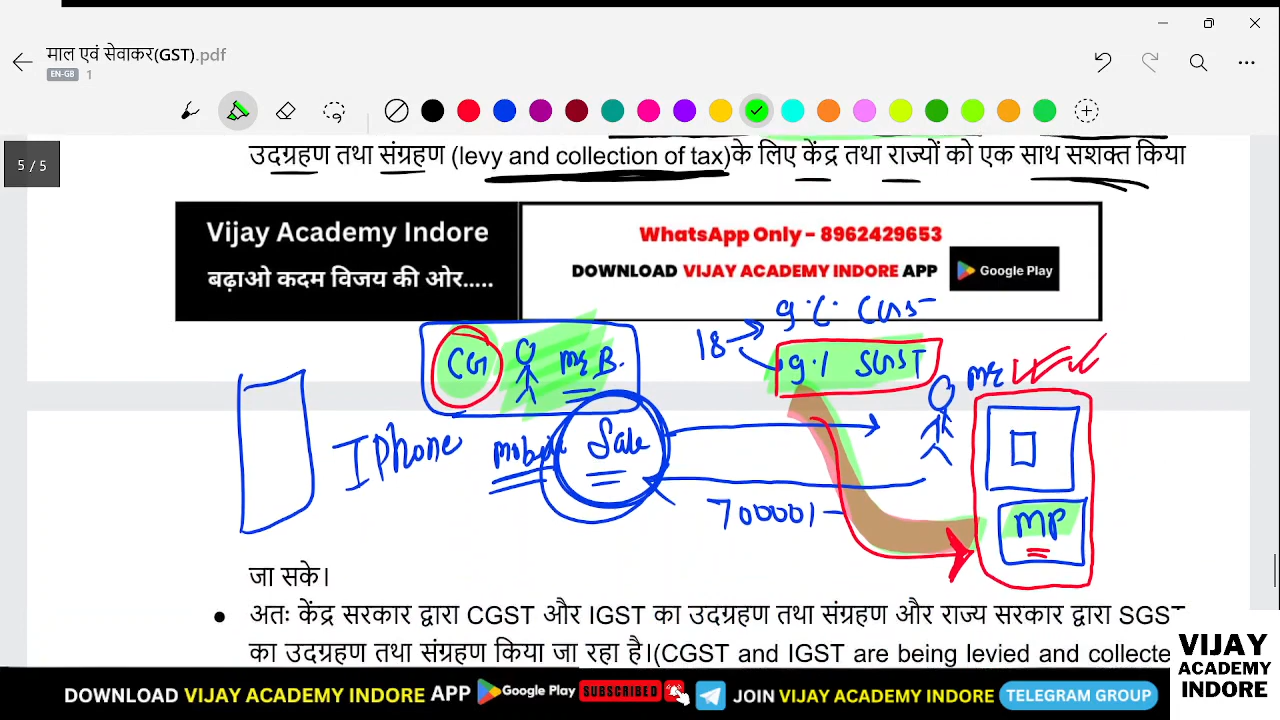 माल एवं सेवाकर(GST).pdf
EN-GB 1
5 / 5
उदग्रहण तथा संग्रहण (levy and collection of tax)के लिए केंद्र तथा राज्यों को एक साथ सशक्त किया
Vijay Academy Indore
बढ़ाओ कदम विजय की ओर.....
WhatsApp Only - 8962429653
DOWNLOAD VIJAY ACADEMY INDORE APP
Google Play
9% CGST
18
9% SGST
CG
Mr B.
Mr
IPhone
mobile
Sale
70000/-
MP
जा सके।
• अतः केंद्र सरकार द्वारा CGST और IGST का उदग्रहण तथा संग्रहण और राज्य सरकार द्वारा SGST
का उदग्रहण तथा संग्रहण किया जा रहा है।(CGST and IGST are being levied and collecte
VIJAY
ACADEMY
INDORE
DOWNLOAD VIJAY ACADEMY INDORE APP Google Play SUBSCRIBED JOIN VIJAY ACADEMY INDORE TELEGRAM GROUP